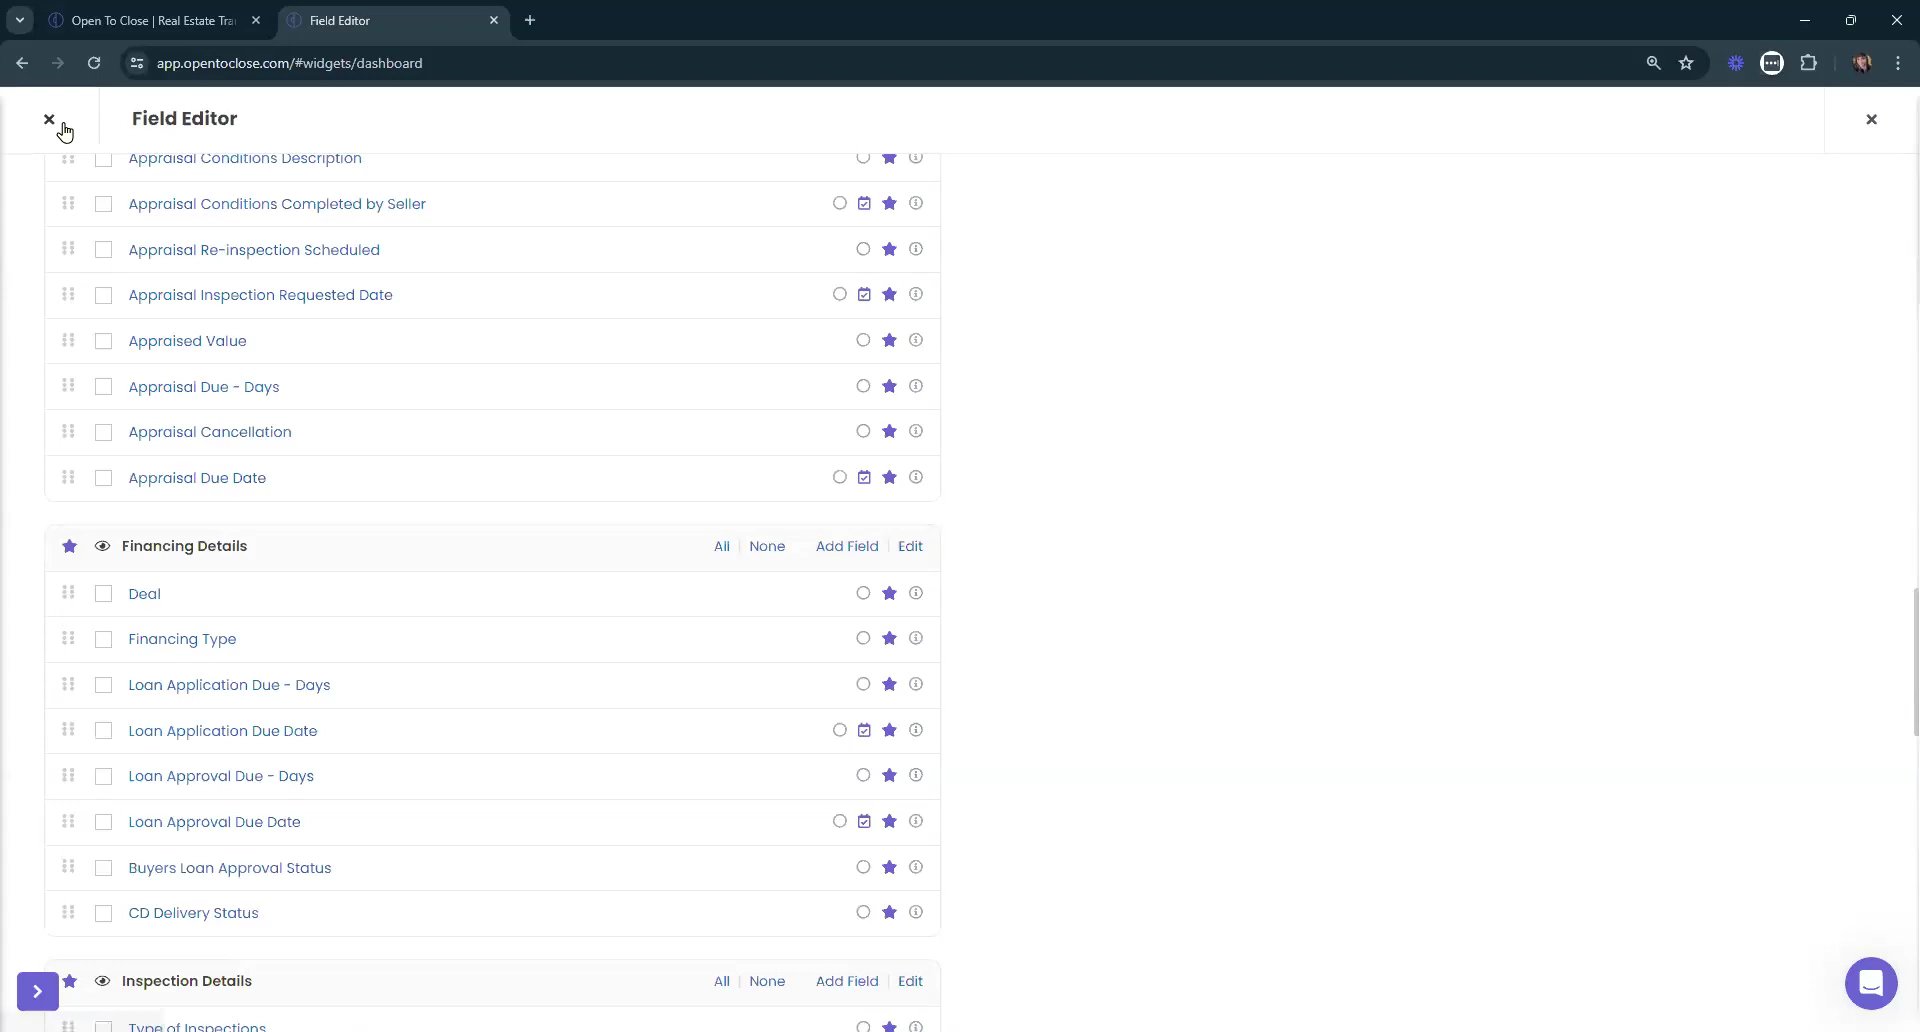 Open To Close | Real Estate Tra
Field Editor
app.opentoclose.com/#widgets/dashboard
Field Editor
Appraisal Conditions Description
Appraisal Conditions Completed by Seller
Appraisal Re-inspection Scheduled
Appraisal Inspection Requested Date
Appraised Value
Appraisal Due - Days
Appraisal Cancellation
Appraisal Due Date
Financing Details All None Add Field Edit
Deal
Financing Type
Loan Application Due - Days
Loan Application Due Date
Loan Approval Due - Days
Loan Approval Due Date
Buyers Loan Approval Status
CD Delivery Status
Inspection Details All None Add Field Edit
Type of Inspections